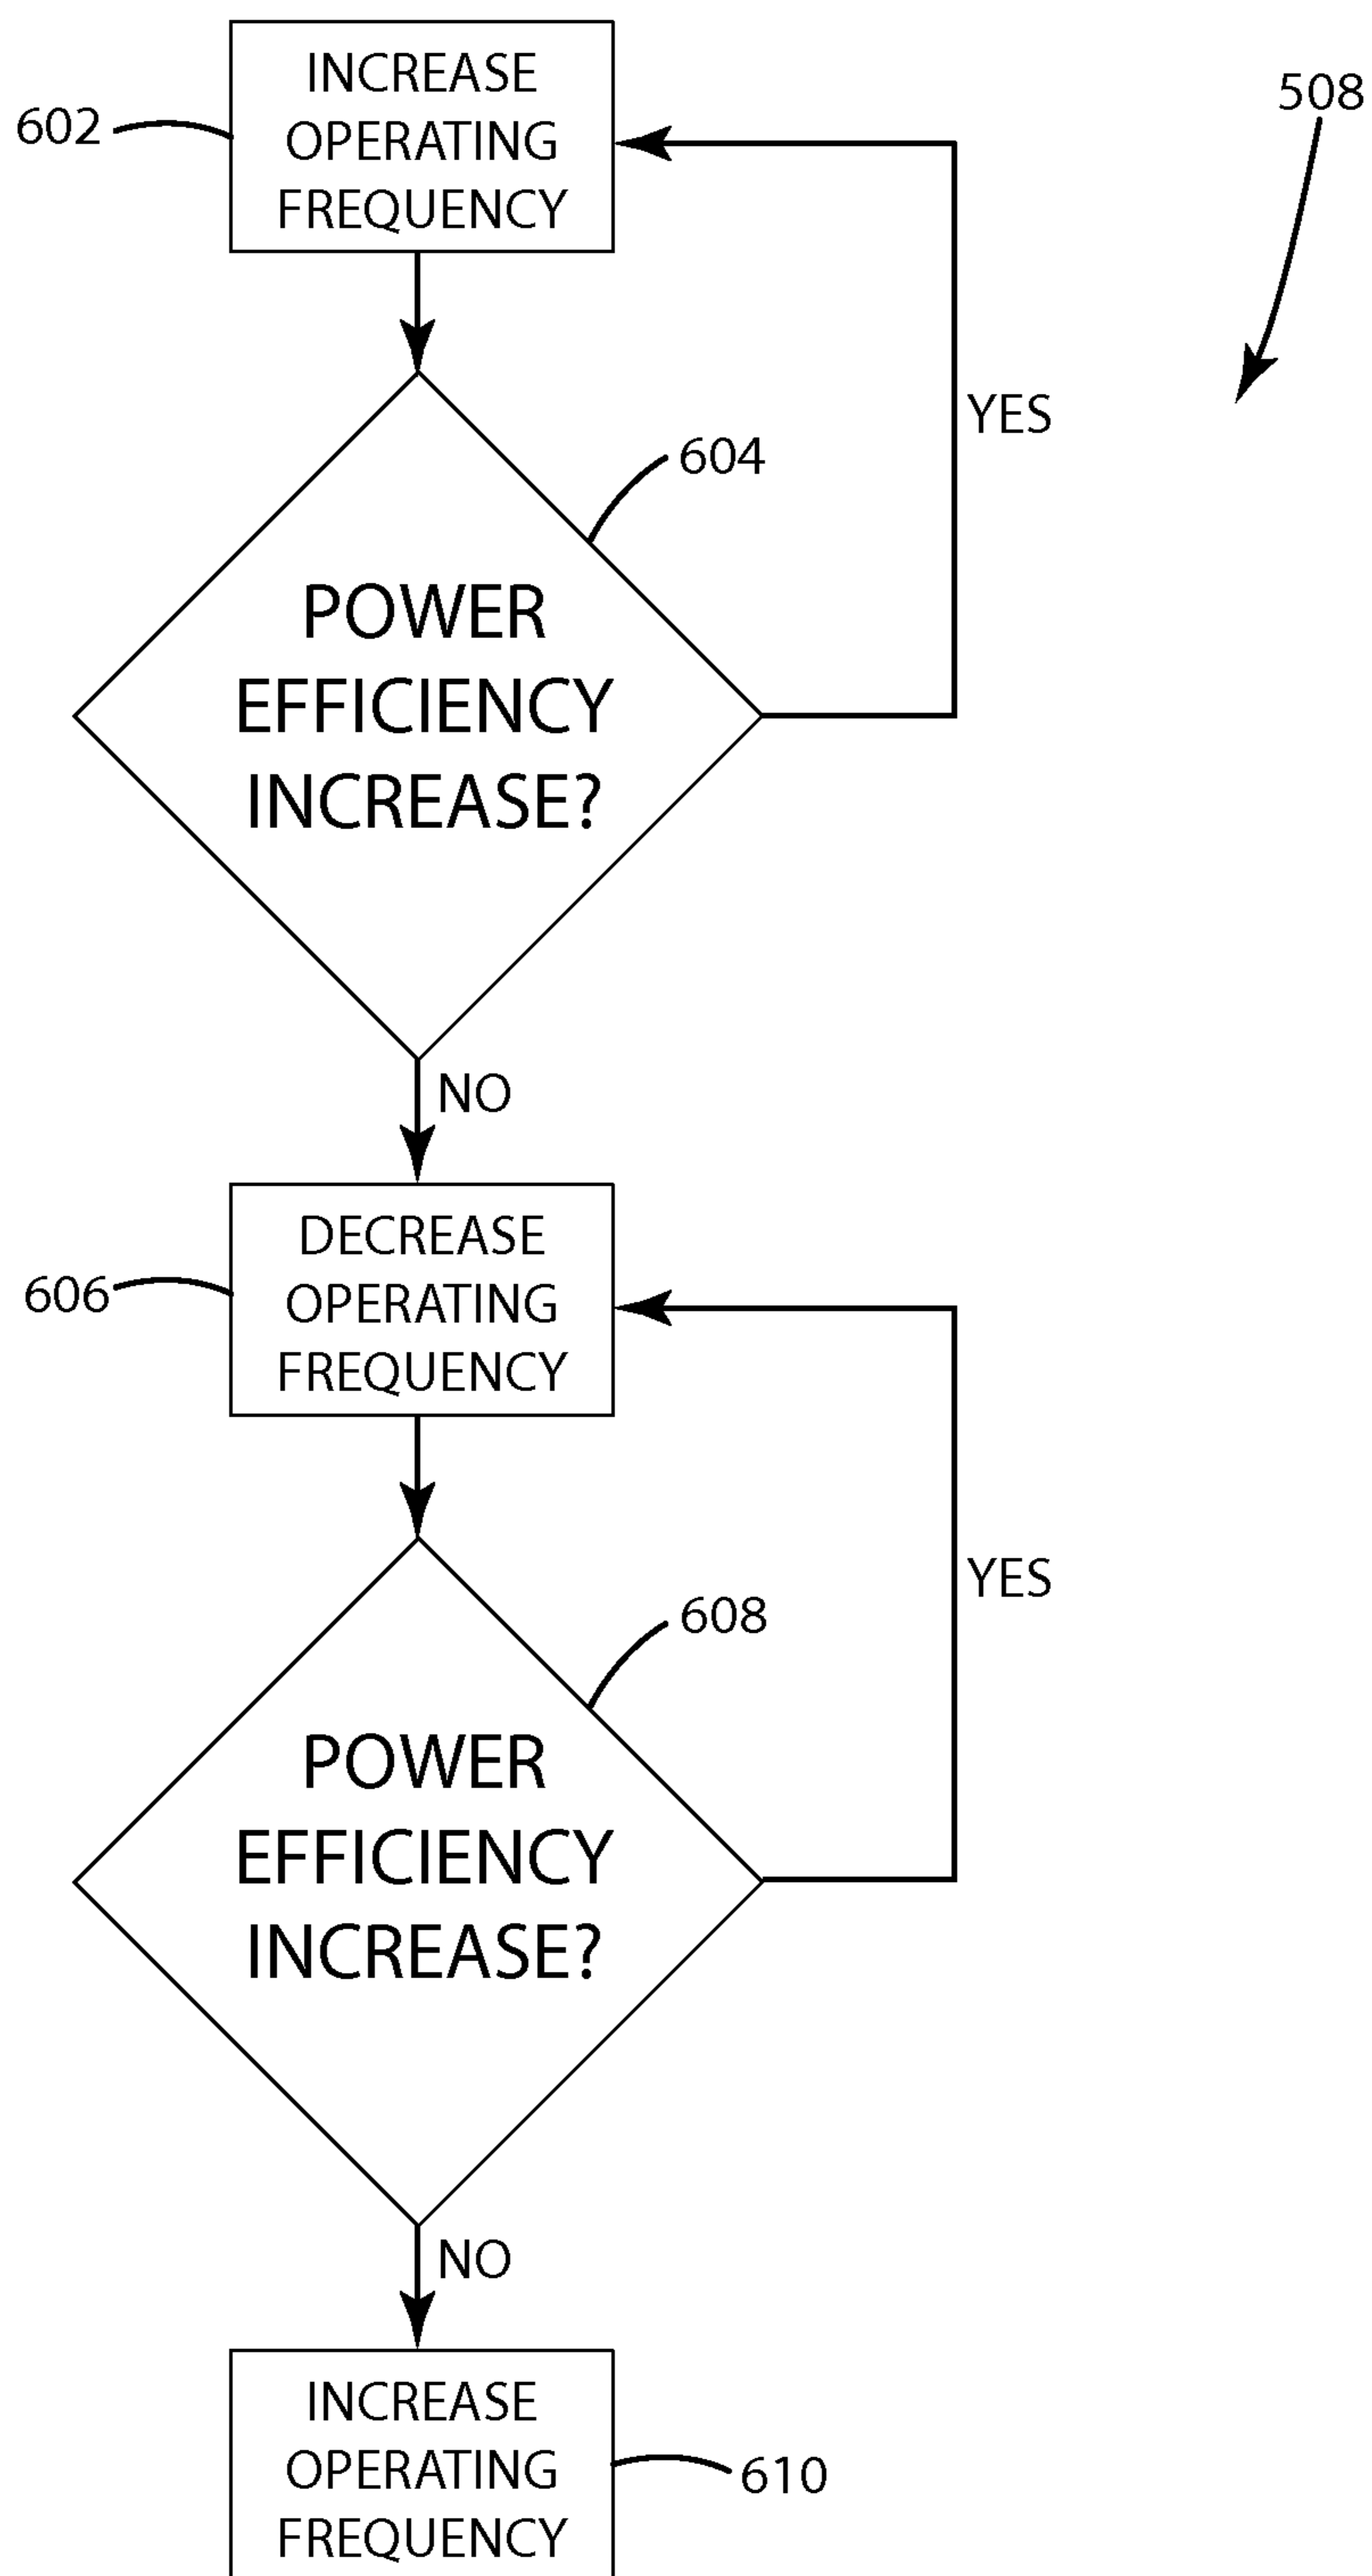 INCREASE
OPERATING
FREQUENCY
602
508
YES
604
POWER
EFFICIENCY
INCREASE?
NO
DECREASE
OPERATING
FREQUENCY
606
YES
608
POWER
EFFICIENCY
INCREASE?
NO
INCREASE
OPERATING
FREQUENCY
610